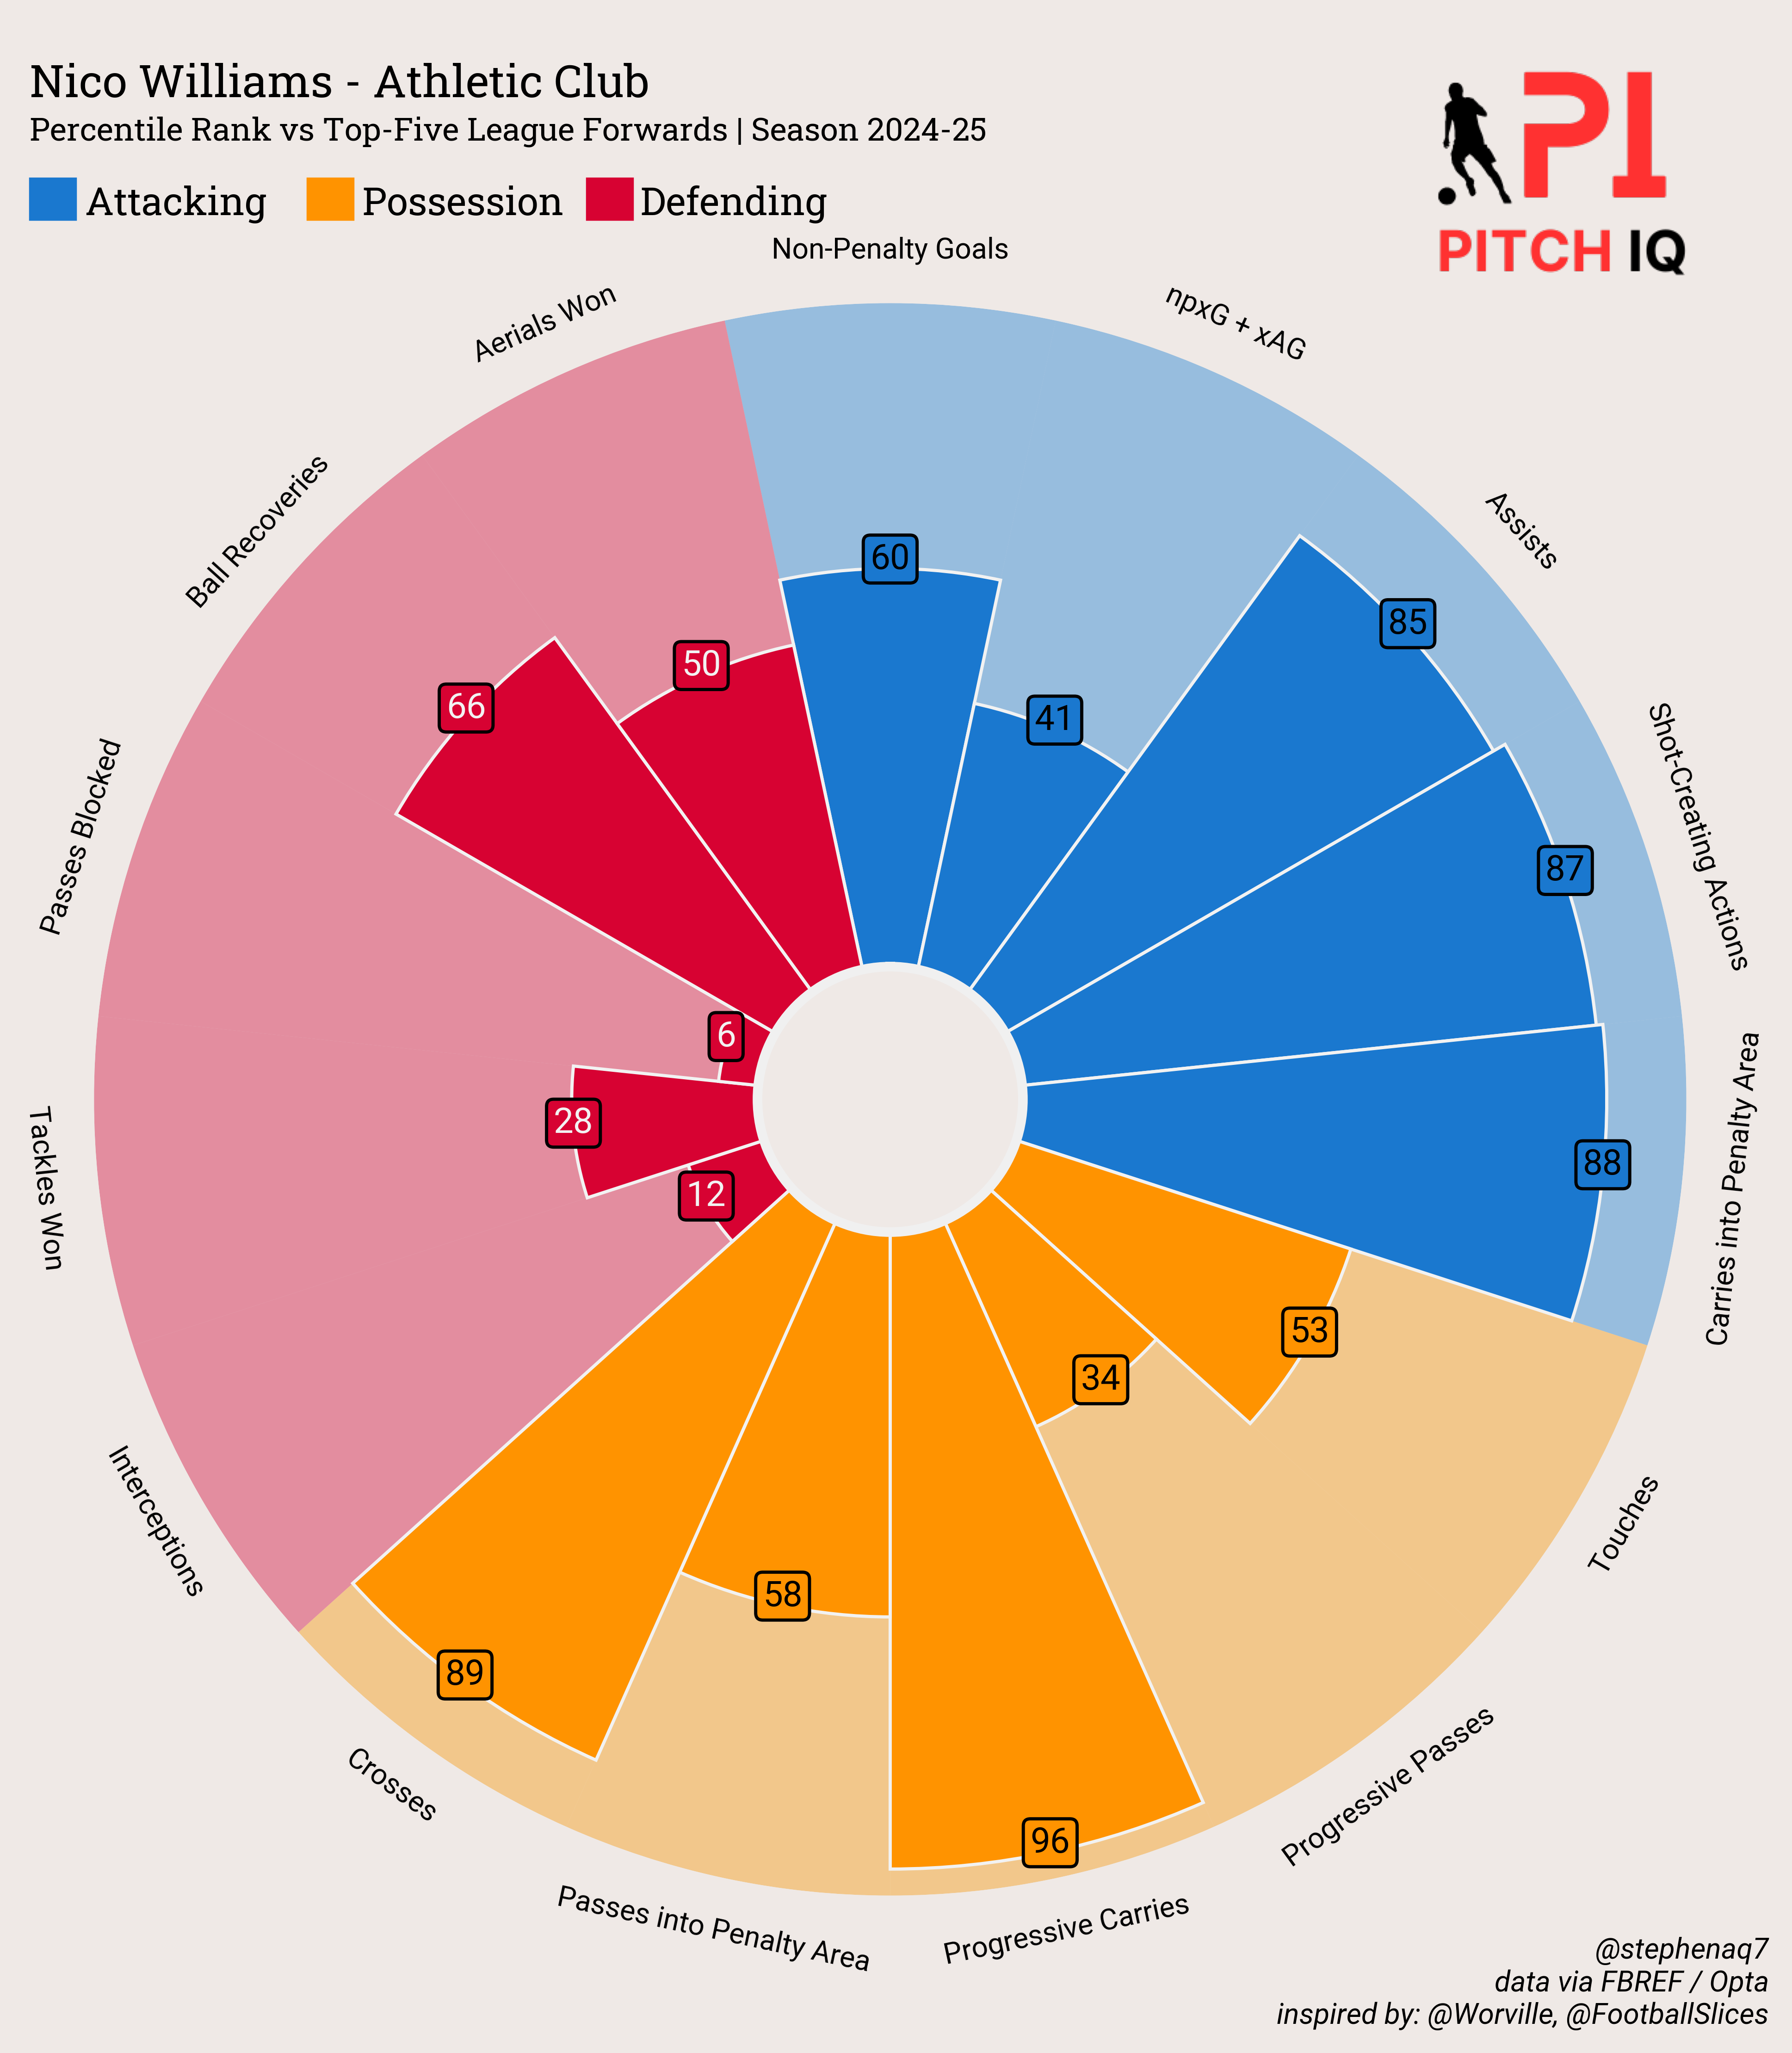 Nico Williams - Athletic Club
Percentile Rank vs Top-Five League Forwards | Season 2024-25
Attacking Possession Defending
PI
PITCH IQ
Non-Penalty Goals
npxG + xAG
Assists
Shot-Creating Actions
Carries into Penalty Area
Touches
Progressive Passes
Progressive Carries
Passes into Penalty Area
Crosses
Interceptions
Tackles Won
Passes Blocked
Ball Recoveries
Aerials Won
60
41
85
87
88
53
34
96
58
89
12
28
6
66
50
@stephenaq7
data via FBREF / Opta
inspired by: @Worville, @FootballSlices